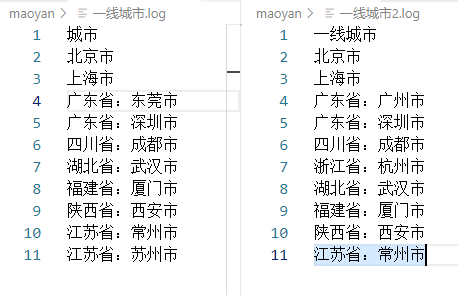 maoyan > 一线城市.log
1 城市
2 北京市
3 上海市
4 广东省：东莞市
5 广东省：深圳市
6 四川省：成都市
7 湖北省：武汉市
8 福建省：厦门市
9 陕西省：西安市
10 江苏省：常州市
11 江苏省：苏州市
maoyan > 一线城市2.log
1 一线城市
2 北京市
3 上海市
4 广东省：广州市
5 广东省：深圳市
6 四川省：成都市
7 浙江省：杭州市
8 湖北省：武汉市
9 福建省：厦门市
10 陕西省：西安市
11 江苏省：常州市